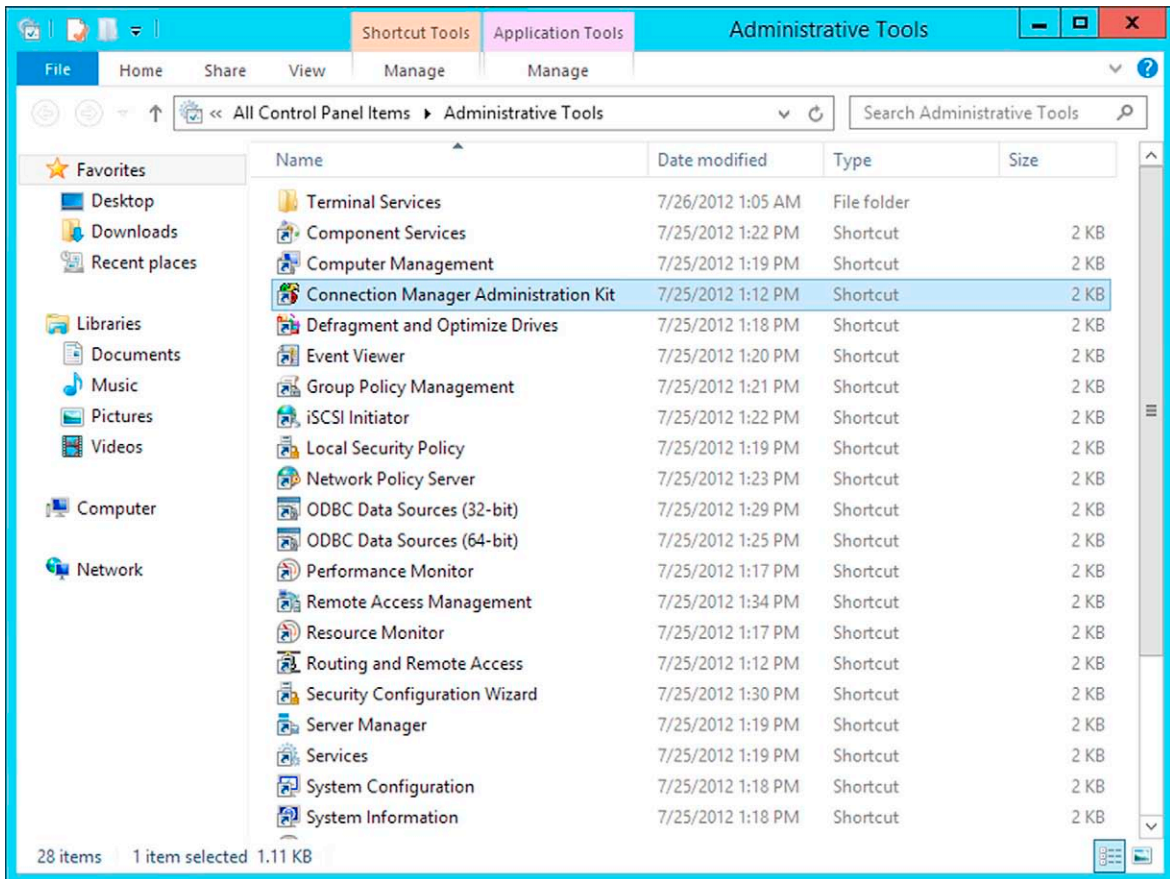 Shortcut Tools Application Tools Administrative Tools
File Home Share View Manage Manage
« All Control Panel Items Administrative Tools Search Administrative Tools
Name Date modified Type Size
Favorites
Desktop
Downloads
Recent places
Libraries
Documents
Music
Pictures
Videos
Computer
Network
Terminal Services 7/26/2012 1:05 AM File folder
Component Services 7/25/2012 1:22 PM Shortcut 2 KB
Computer Management 7/25/2012 1:19 PM Shortcut 2 KB
Connection Manager Administration Kit 7/25/2012 1:12 PM Shortcut 2 KB
Defragment and Optimize Drives 7/25/2012 1:18 PM Shortcut 2 KB
Event Viewer 7/25/2012 1:20 PM Shortcut 2 KB
Group Policy Management 7/25/2012 1:21 PM Shortcut 2 KB
iSCSI Initiator 7/25/2012 1:22 PM Shortcut 2 KB
Local Security Policy 7/25/2012 1:19 PM Shortcut 2 KB
Network Policy Server 7/25/2012 1:23 PM Shortcut 2 KB
ODBC Data Sources (32-bit) 7/25/2012 1:29 PM Shortcut 2 KB
ODBC Data Sources (64-bit) 7/25/2012 1:25 PM Shortcut 2 KB
Performance Monitor 7/25/2012 1:17 PM Shortcut 2 KB
Remote Access Management 7/25/2012 1:34 PM Shortcut 2 KB
Resource Monitor 7/25/2012 1:17 PM Shortcut 2 KB
Routing and Remote Access 7/25/2012 1:12 PM Shortcut 2 KB
Security Configuration Wizard 7/25/2012 1:30 PM Shortcut 2 KB
Server Manager 7/25/2012 1:19 PM Shortcut 2 KB
Services 7/25/2012 1:19 PM Shortcut 2 KB
System Configuration 7/25/2012 1:18 PM Shortcut 2 KB
System Information 7/25/2012 1:18 PM Shortcut 2 KB
28 items 1 item selected 1.11 KB